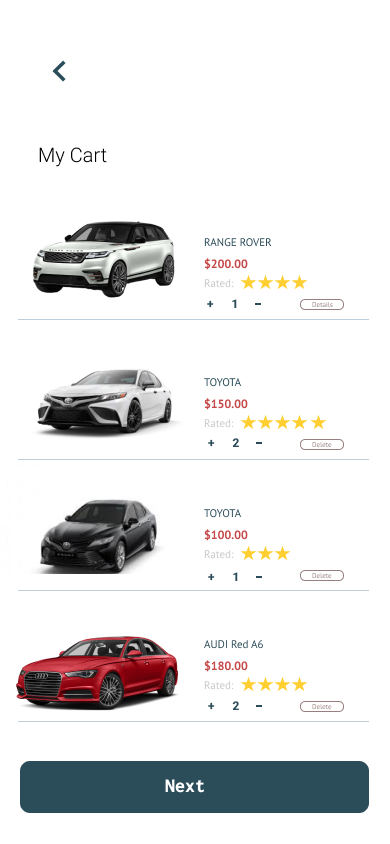 My Cart
RANGE ROVER
$200.00
Rated:
+ 1 -
Details
TOYOTA
$150.00
Rated:
+ 2 -
Delete
TOYOTA
$100.00
Rated:
+ 1 -
Delete
AUDI Red A6
$180.00
Rated:
+ 2 -
Delete
Next